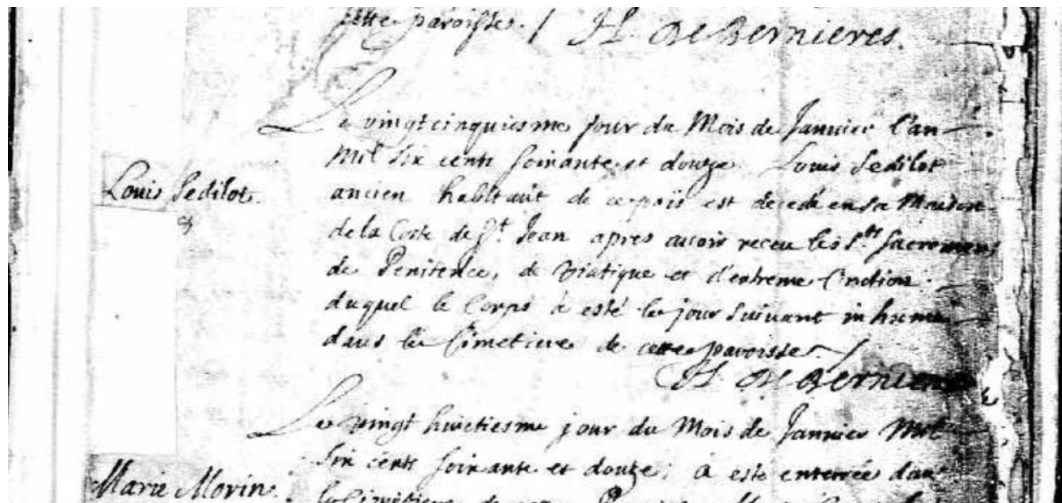 cette paroisse. / H. de Bernieres.
Le vingtcinquiesme jour du Mois de Janvier l'an
Mil six cents soixante et douze Louis Sedilot
Louis Sedilot.
ancien habitant de ce païs est decedé en sa Maison
de la Coste de St. Jean apres avoir receu les Sts Sacremens
de Penitence, de Viatique et d'extreme Onction.
duquel le Corps à esté le jour suivant inhumé
dans le Cimetiere de cette paroisse. /
H. de Bernieres
Le vingt huictiesme jour du Mois de Janvier Mil
six cents soixante et douze, a esté enterrée dans
Marie Morin.
le Cimetiere de